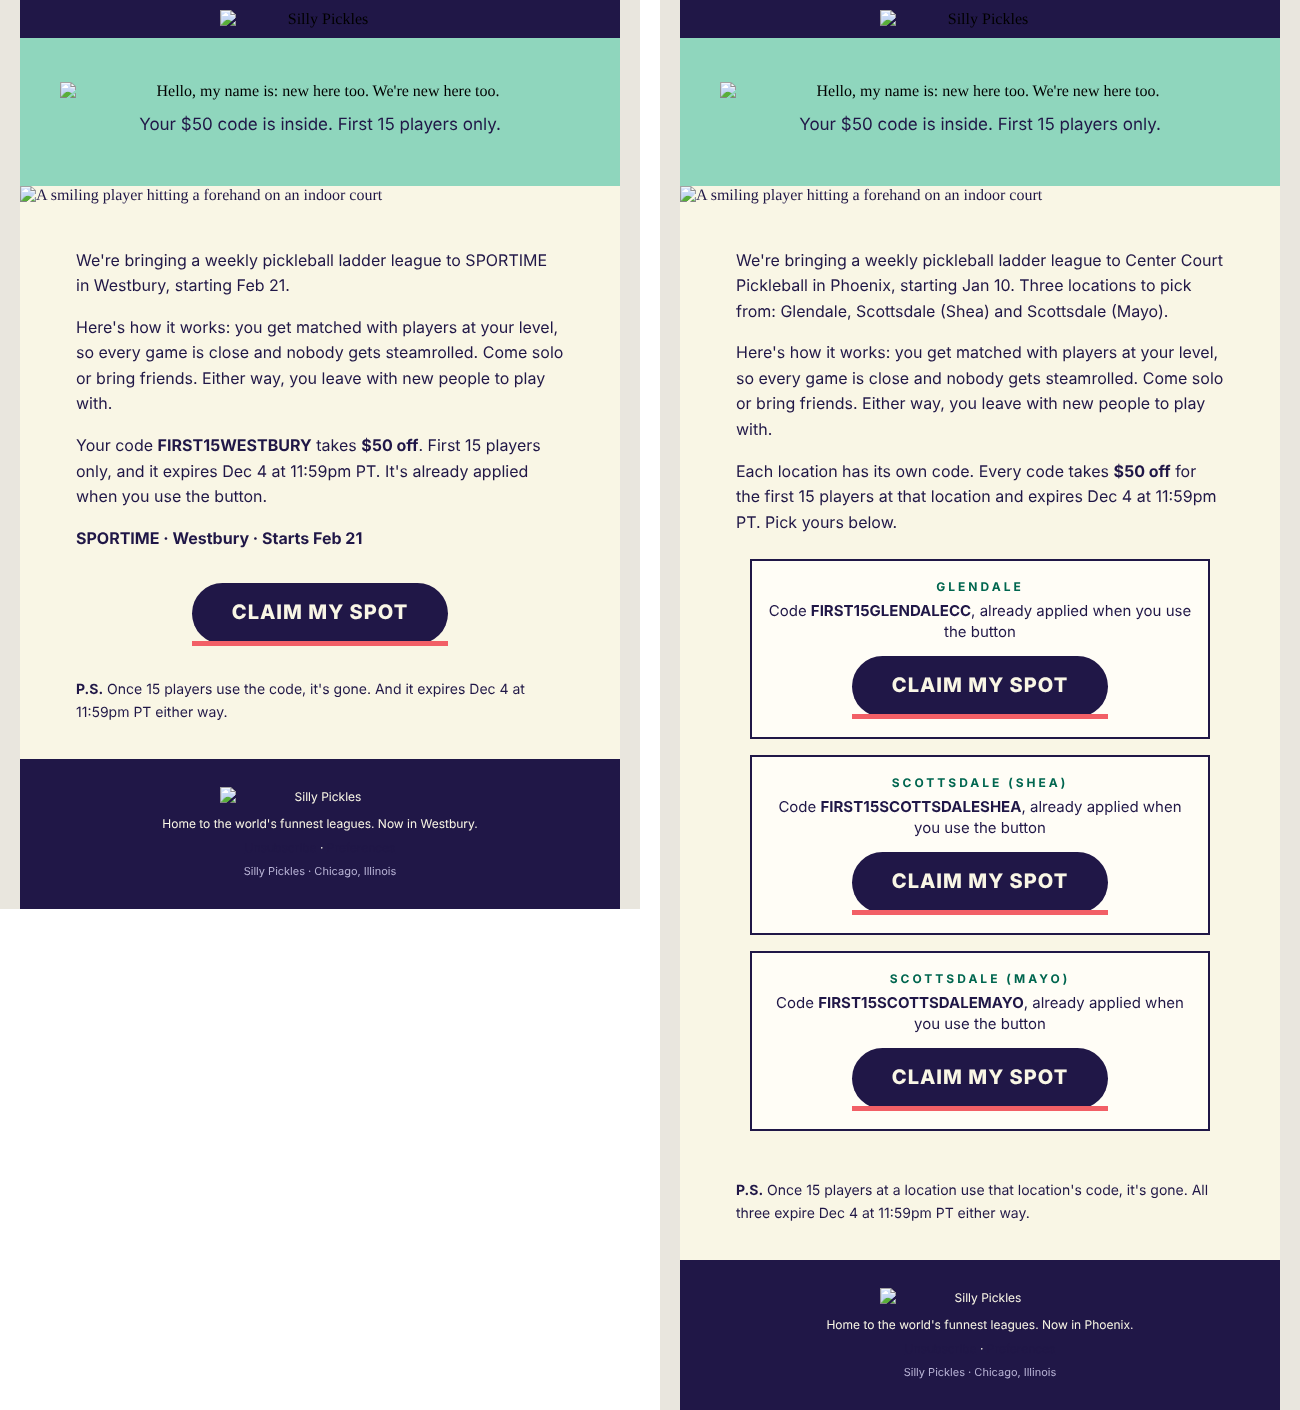 Silly Pickles
Hello, my name is: new here too. We're new here too.
Your $50 code is inside. First 15 players only.
A smiling player hitting a forehand on an indoor court
We're bringing a weekly pickleball ladder league to SPORTIME
in Westbury, starting Feb 21.
Here's how it works: you get matched with players at your level,
so every game is close and nobody gets steamrolled. Come solo
or bring friends. Either way, you leave with new people to play
with.
Your code FIRST15WESTBURY takes $50 off. First 15 players
only, and it expires Dec 4 at 11:59pm PT. It's already applied
when you use the button.
SPORTIME · Westbury · Starts Feb 21
CLAIM MY SPOT
P.S. Once 15 players use the code, it's gone. And it expires Dec 4 at
11:59pm PT either way.
Silly Pickles
Home to the world's funnest leagues. Now in Westbury.
·
Silly Pickles · Chicago, Illinois
Silly Pickles
Hello, my name is: new here too. We're new here too.
Your $50 code is inside. First 15 players only.
A smiling player hitting a forehand on an indoor court
We're bringing a weekly pickleball ladder league to Center Court
Pickleball in Phoenix, starting Jan 10. Three locations to pick
from: Glendale, Scottsdale (Shea) and Scottsdale (Mayo).
Here's how it works: you get matched with players at your level,
so every game is close and nobody gets steamrolled. Come solo
or bring friends. Either way, you leave with new people to play
with.
Each location has its own code. Every code takes $50 off for
the first 15 players at that location and expires Dec 4 at 11:59pm
PT. Pick yours below.
GLENDALE
Code FIRST15GLENDALECC, already applied when you use
the button
CLAIM MY SPOT
SCOTTSDALE (SHEA)
Code FIRST15SCOTTSDALESHEA, already applied when
you use the button
CLAIM MY SPOT
SCOTTSDALE (MAYO)
Code FIRST15SCOTTSDALEMAYO, already applied when
you use the button
CLAIM MY SPOT
P.S. Once 15 players at a location use that location's code, it's gone. All
three expire Dec 4 at 11:59pm PT either way.
Silly Pickles
Home to the world's funnest leagues. Now in Phoenix.
·
Silly Pickles · Chicago, Illinois